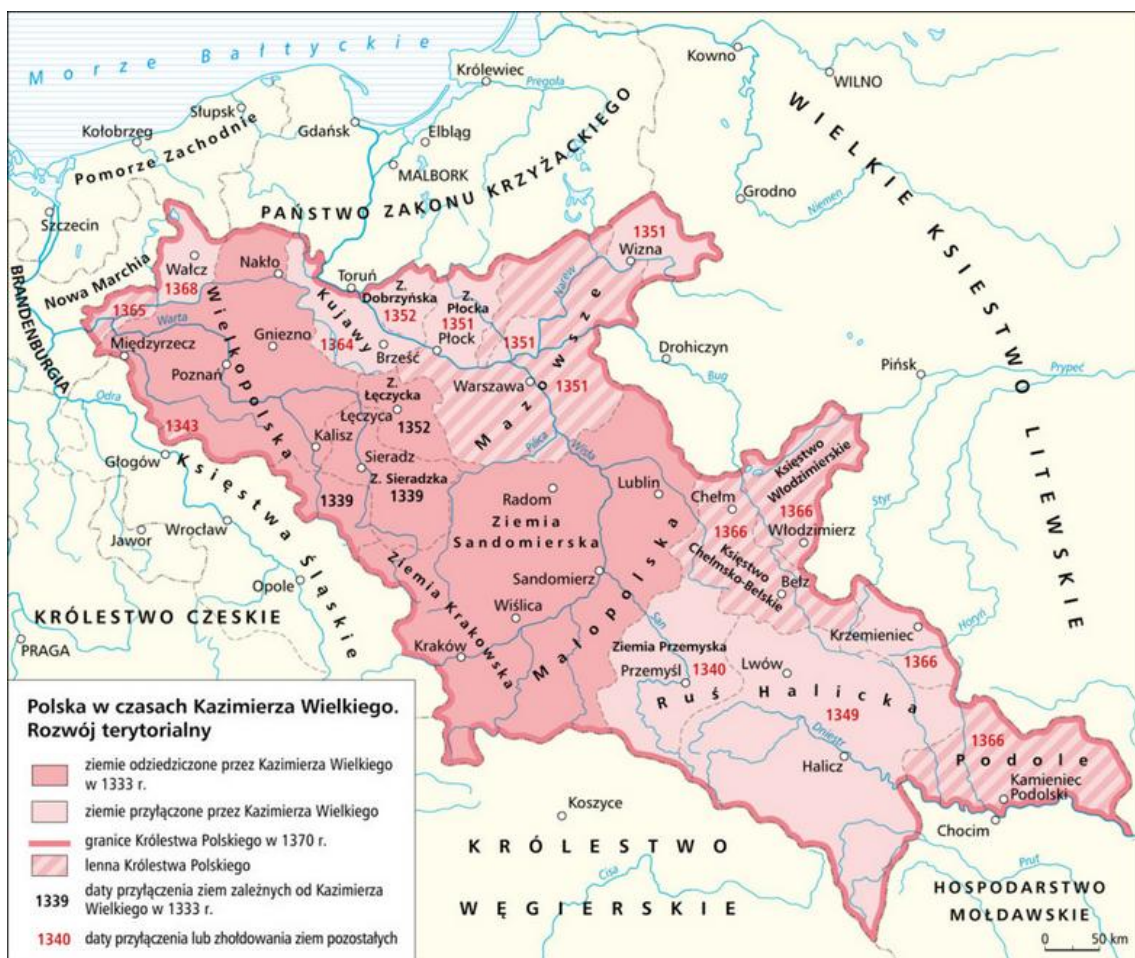 Morze Bałtyckie
Kowno
WILNO
Królewiec
Pregoła
Słupsk
Gdańsk
Elbląg
Kołobrzeg
Pomorze Zachodnie
MALBORK
WIELKIE KSIĘSTWO LITEWSKIE
PAŃSTWO ZAKONU KRZYŻACKIEGO
Grodno
Niemen
Szczecin
1351
Wizna
Wałcz
1368
Nakło
Toruń
Nowa Marchia
BRANDENBURGIA
Z.
Dobrzyńska
1352
Z.
Płocka
1351
Płock
Narew
1365
Warta
Wielkopolska
Kujawy
1364
Brześć
1351
Międzyrzecz
Gniezno
Poznań
Warszawa
1351
Mazowsze
Drohiczyn
Bug
Pińsk
Prypeć
Odra
Z.
Łęczycka
Łęczyca
1352
1343
Kalisz
Głogów
Sieradz
Pilica
Wisła
Z. Sieradzka
1339
1339
Księstwa Śląskie
Radom
Lublin
Chełm
1366
Bug
Księstwo
Włodzimierskie
1366
Włodzimierz
Styr
Ziemia
Sandomierska
Wrocław
Jawor
Księstwo
Chełmsko-Bełskie
Bełz
Opole
Ziemia Krakowska
Sandomierz
Małopolska
Wiślica
Horyń
KRÓLESTWO CZESKIE
PRAGA
Kraków
San
Krzemieniec
1366
Ziemia Przemyska
Przemyśl
1340
Lwów
Ruś Halicka
1349
Dniestr
Halicz
1366
Podole
Kamieniec
Podolski
Chocim
Koszyce
KRÓLESTWO
WĘGIERSKIE
Cisa
Prut
HOSPODARSTWO
MOŁDAWSKIE
0 50 km
Polska w czasach Kazimierza Wielkiego.
Rozwój terytorialny
ziemie odziedziczone przez Kazimierza Wielkiego
w 1333 r.
ziemie przyłączone przez Kazimierza Wielkiego
granice Królestwa Polskiego w 1370 r.
lenna Królestwa Polskiego
1339 daty przyłączenia ziem zależnych od Kazimierza
Wielkiego w 1333 r.
1340 daty przyłączenia lub zhołdowania ziem pozostałych